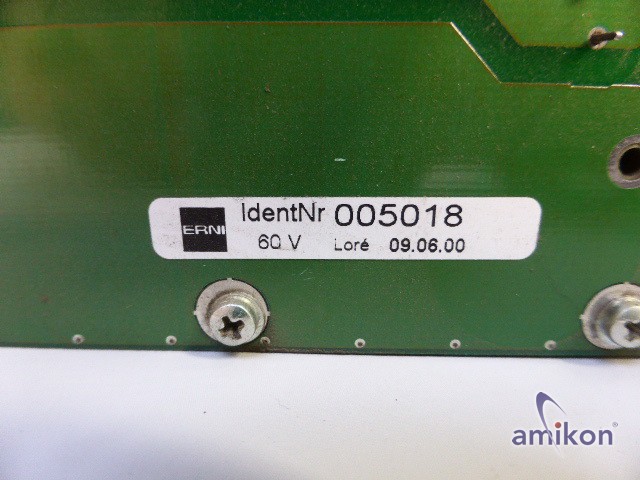 ERNI
IdentNr 005018
60 V Loré 09.06.00
amikon